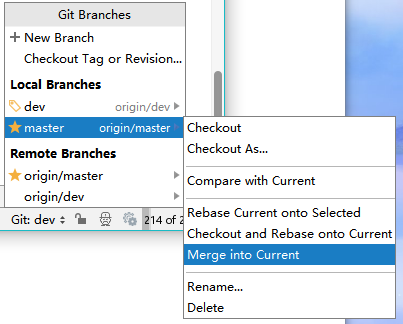 Git Branches
+ New Branch
Checkout Tag or Revision...
Local Branches
dev origin/dev
master origin/master
Remote Branches
origin/master
origin/dev
Git: dev
214 of 2
Checkout
Checkout As...
Compare with Current
Rebase Current onto Selected
Checkout and Rebase onto Current
Merge into Current
Rename...
Delete